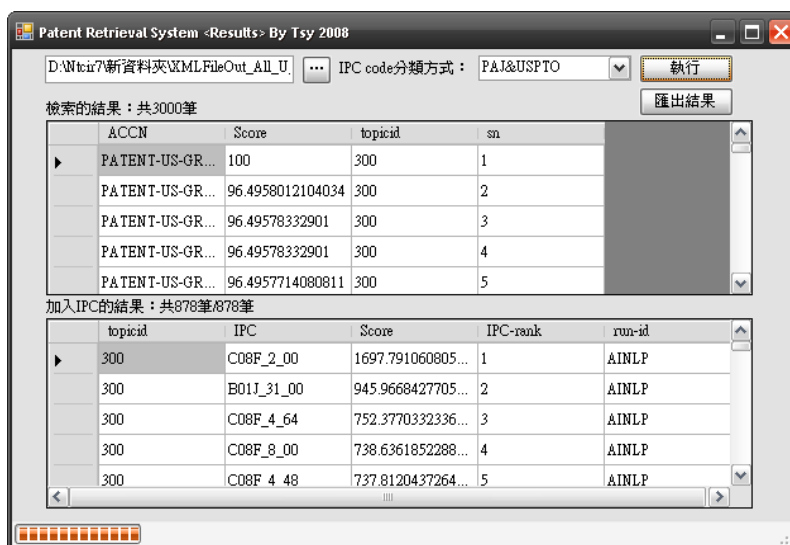 Patent Retrieval System <Results> By Tsy 2008
D:\Ntcir7\新資料夾\XMLFileOut_All_U. ... IPC code分類方式： PAJ&USPTO 執行
檢索的結果：共3000筆 匯出結果
ACCN Score topicid sn
PATENT-US-GR... 100 300 1
PATENT-US-GR... 96.4958012104034 300 2
PATENT-US-GR... 96.49578332901 300 3
PATENT-US-GR... 96.49578332901 300 4
PATENT-US-GR... 96.4957714080811 300 5
加入IPC的結果：共878筆/878筆
topicid IPC Score IPC-rank run-id
300 C08F_2_00 1697.791060805... 1 AINLP
300 B01J_31_00 945.9668427705... 2 AINLP
300 C08F_4_64 752.3770332336... 3 AINLP
300 C08F_8_00 738.6361852288... 4 AINLP
300 C08F_4_48 737.8120437264... 5 AINLP